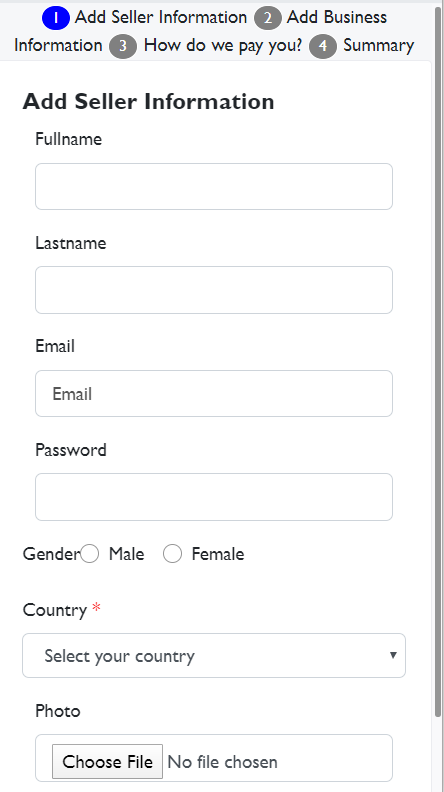 1 Add Seller Information 2 Add Business
Information 3 How do we pay you? 4 Summary
Add Seller Information
Fullname
Lastname
Email
Email
Password
Gender Male Female
Country *
Select your country
Photo
Choose File No file chosen